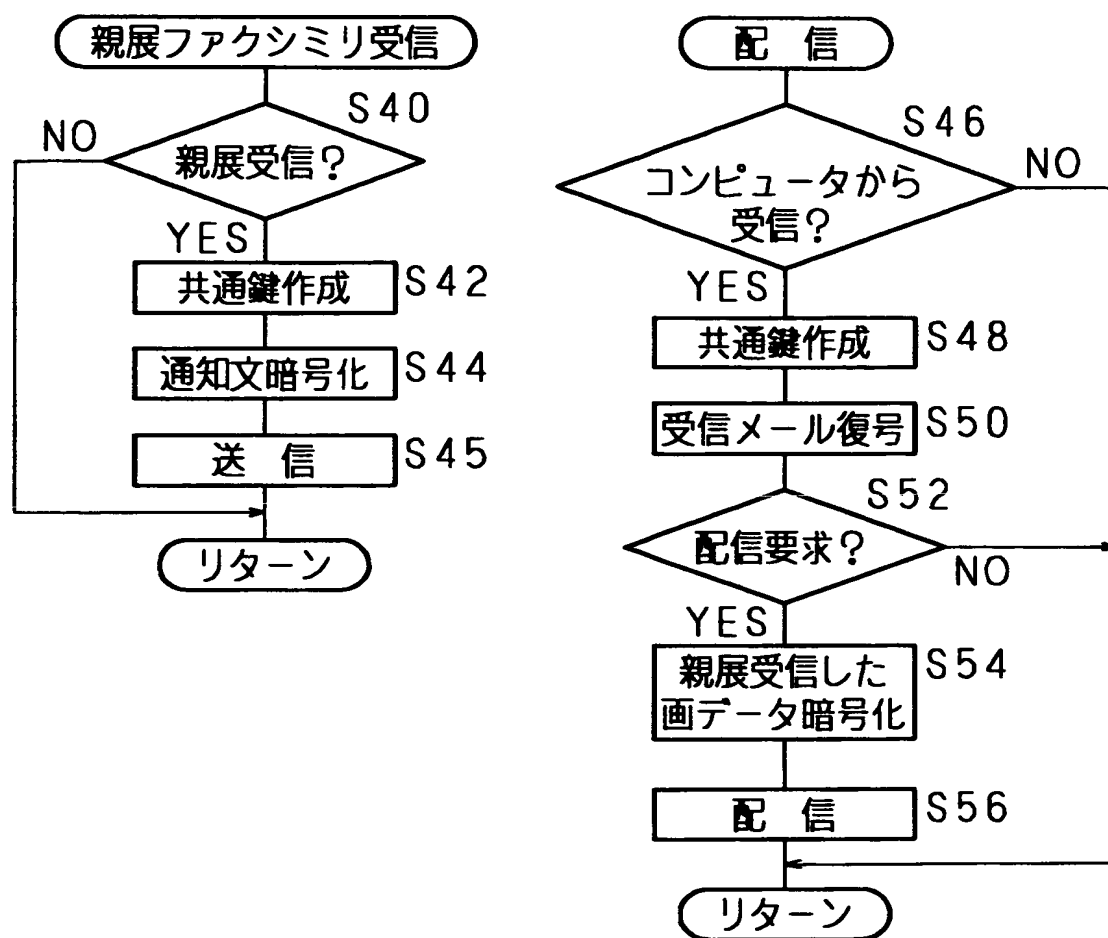 親展ファクシミリ受信
S40
NO
親展受信?
YES
共通鍵作成 S42
通知文暗号化 S44
送 信 S45
リターン
配 信
S46
コンピュータから
受信?
NO
YES
共通鍵作成 S48
受信メール復号 S50
S52
配信要求?
NO
YES
親展受信した
画データ暗号化
S54
配 信 S56
リターン